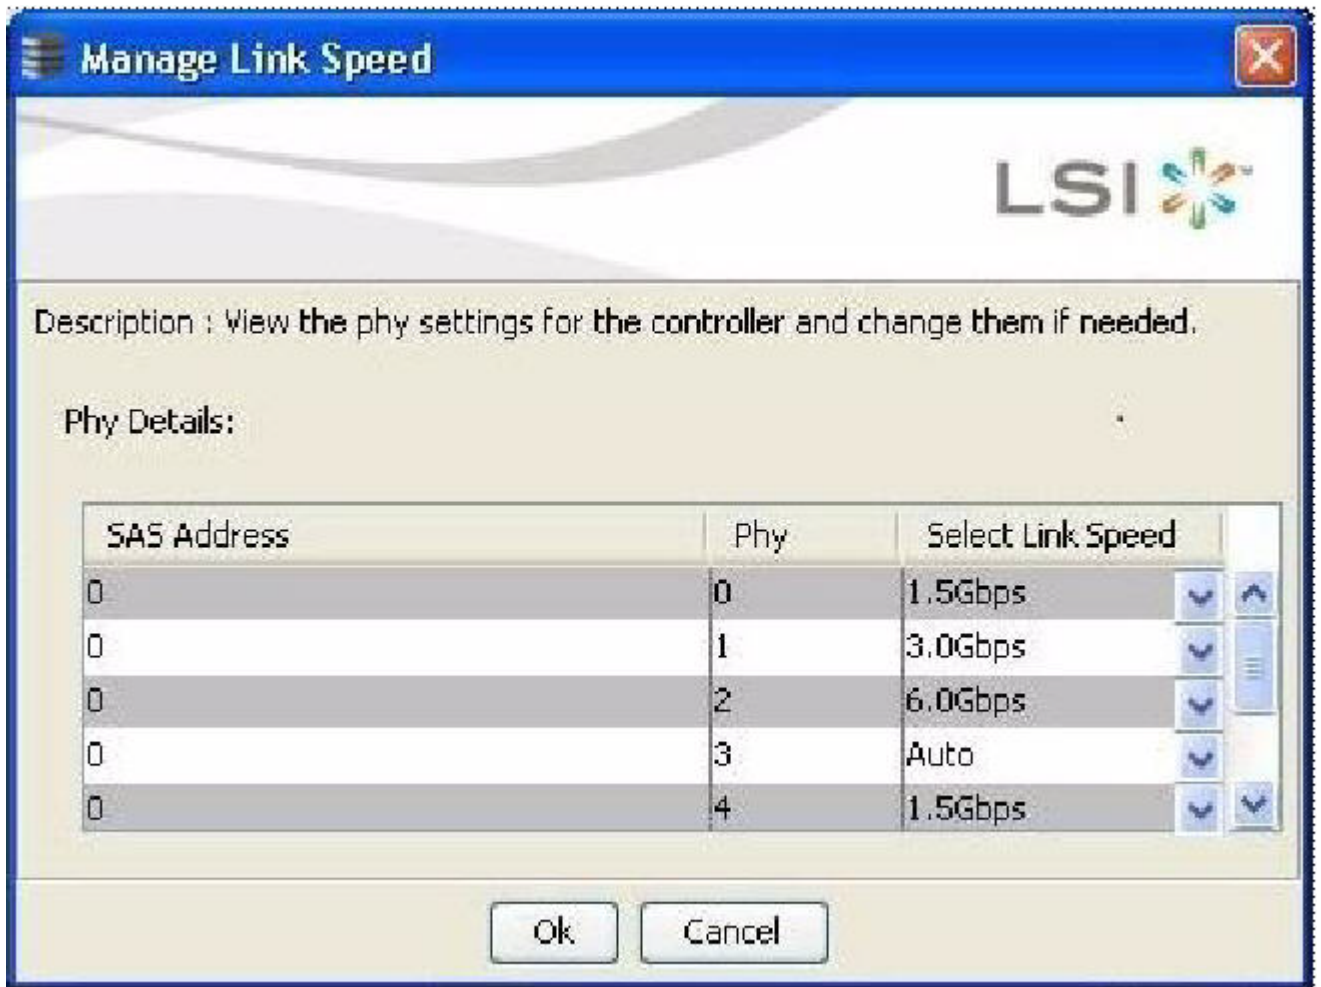 Manage Link Speed
LSI
Description : View the phy settings for the controller and change them if needed.
Phy Details:
SAS Address Phy Select Link Speed
0 0 1.5Gbps
0 1 3.0Gbps
0 2 6.0Gbps
0 3 Auto
0 4 1.5Gbps
Ok Cancel